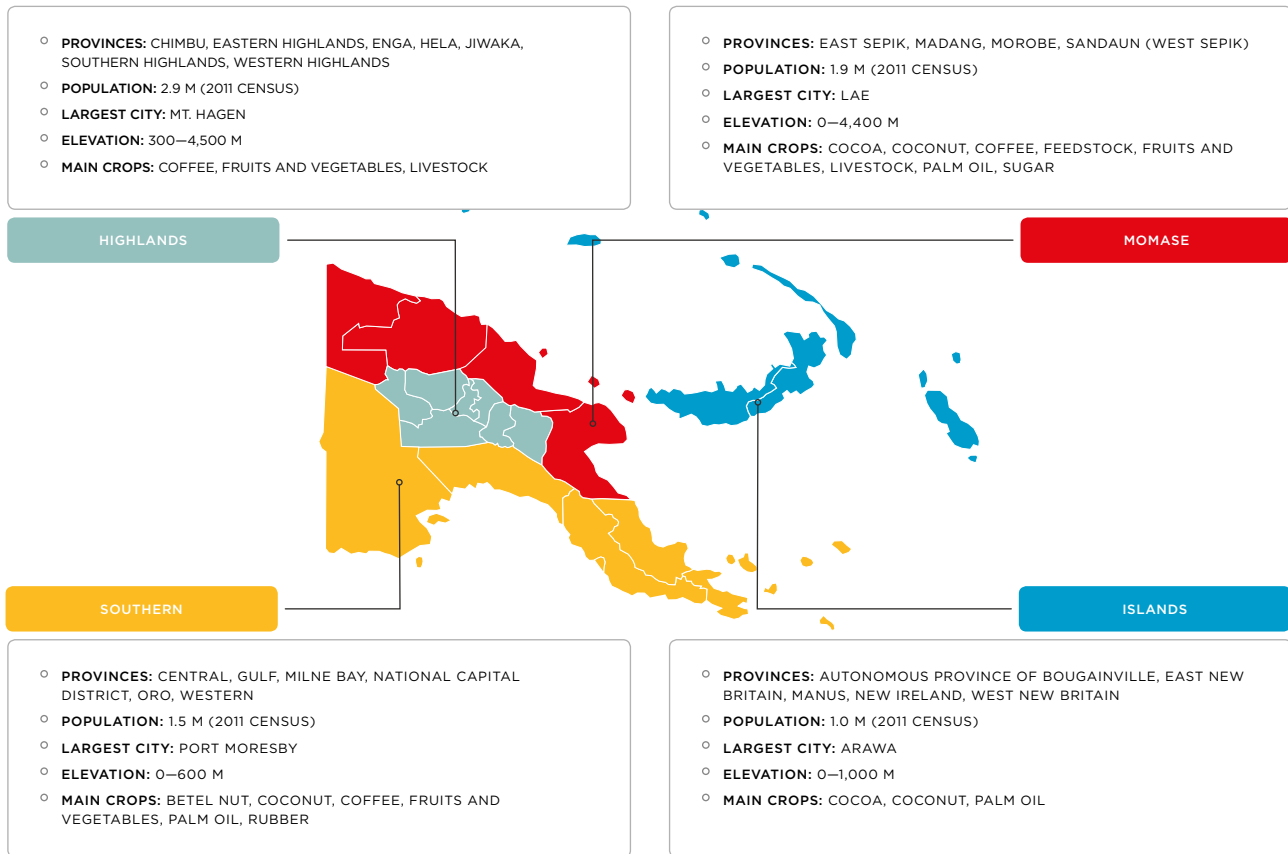 PROVINCES: CHIMBU, EASTERN HIGHLANDS, ENGA, HELA, JIWAKA,
SOUTHERN HIGHLANDS, WESTERN HIGHLANDS
POPULATION: 2.9 M (2011 CENSUS)
LARGEST CITY: MT. HAGEN
ELEVATION: 300—4,500 M
MAIN CROPS: COFFEE, FRUITS AND VEGETABLES, LIVESTOCK
PROVINCES: EAST SEPIK, MADANG, MOROBE, SANDAUN (WEST SEPIK)
POPULATION: 1.9 M (2011 CENSUS)
LARGEST CITY: LAE
ELEVATION: 0—4,400 M
MAIN CROPS: COCOA, COCONUT, COFFEE, FEEDSTOCK, FRUITS AND
VEGETABLES, LIVESTOCK, PALM OIL, SUGAR
HIGHLANDS
MOMASE
SOUTHERN
ISLANDS
PROVINCES: CENTRAL, GULF, MILNE BAY, NATIONAL CAPITAL
DISTRICT, ORO, WESTERN
POPULATION: 1.5 M (2011 CENSUS)
LARGEST CITY: PORT MORESBY
ELEVATION: 0—600 M
MAIN CROPS: BETEL NUT, COCONUT, COFFEE, FRUITS AND
VEGETABLES, PALM OIL, RUBBER
PROVINCES: AUTONOMOUS PROVINCE OF BOUGAINVILLE, EAST NEW
BRITAIN, MANUS, NEW IRELAND, WEST NEW BRITAIN
POPULATION: 1.0 M (2011 CENSUS)
LARGEST CITY: ARAWA
ELEVATION: 0—1,000 M
MAIN CROPS: COCOA, COCONUT, PALM OIL